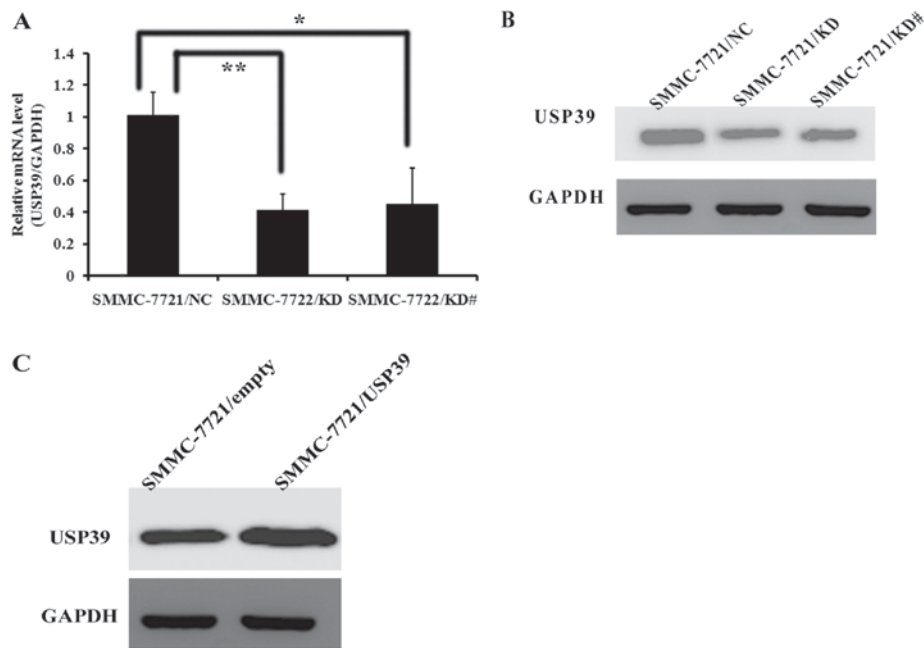 A
*
**
1.4
1.2
1
0.8
0.6
0.4
0.2
0
Relative mRNA level
(USP39/GAPDH)
SMMC-7721/NC SMMC-7722/KD SMMC-7722/KD#
B
SMMC-7721/NC
SMMC-7721/KD
SMMC-7721/KD#
USP39
GAPDH
C
SMMC-7721/empty
SMMC-7721/USP39
USP39
GAPDH